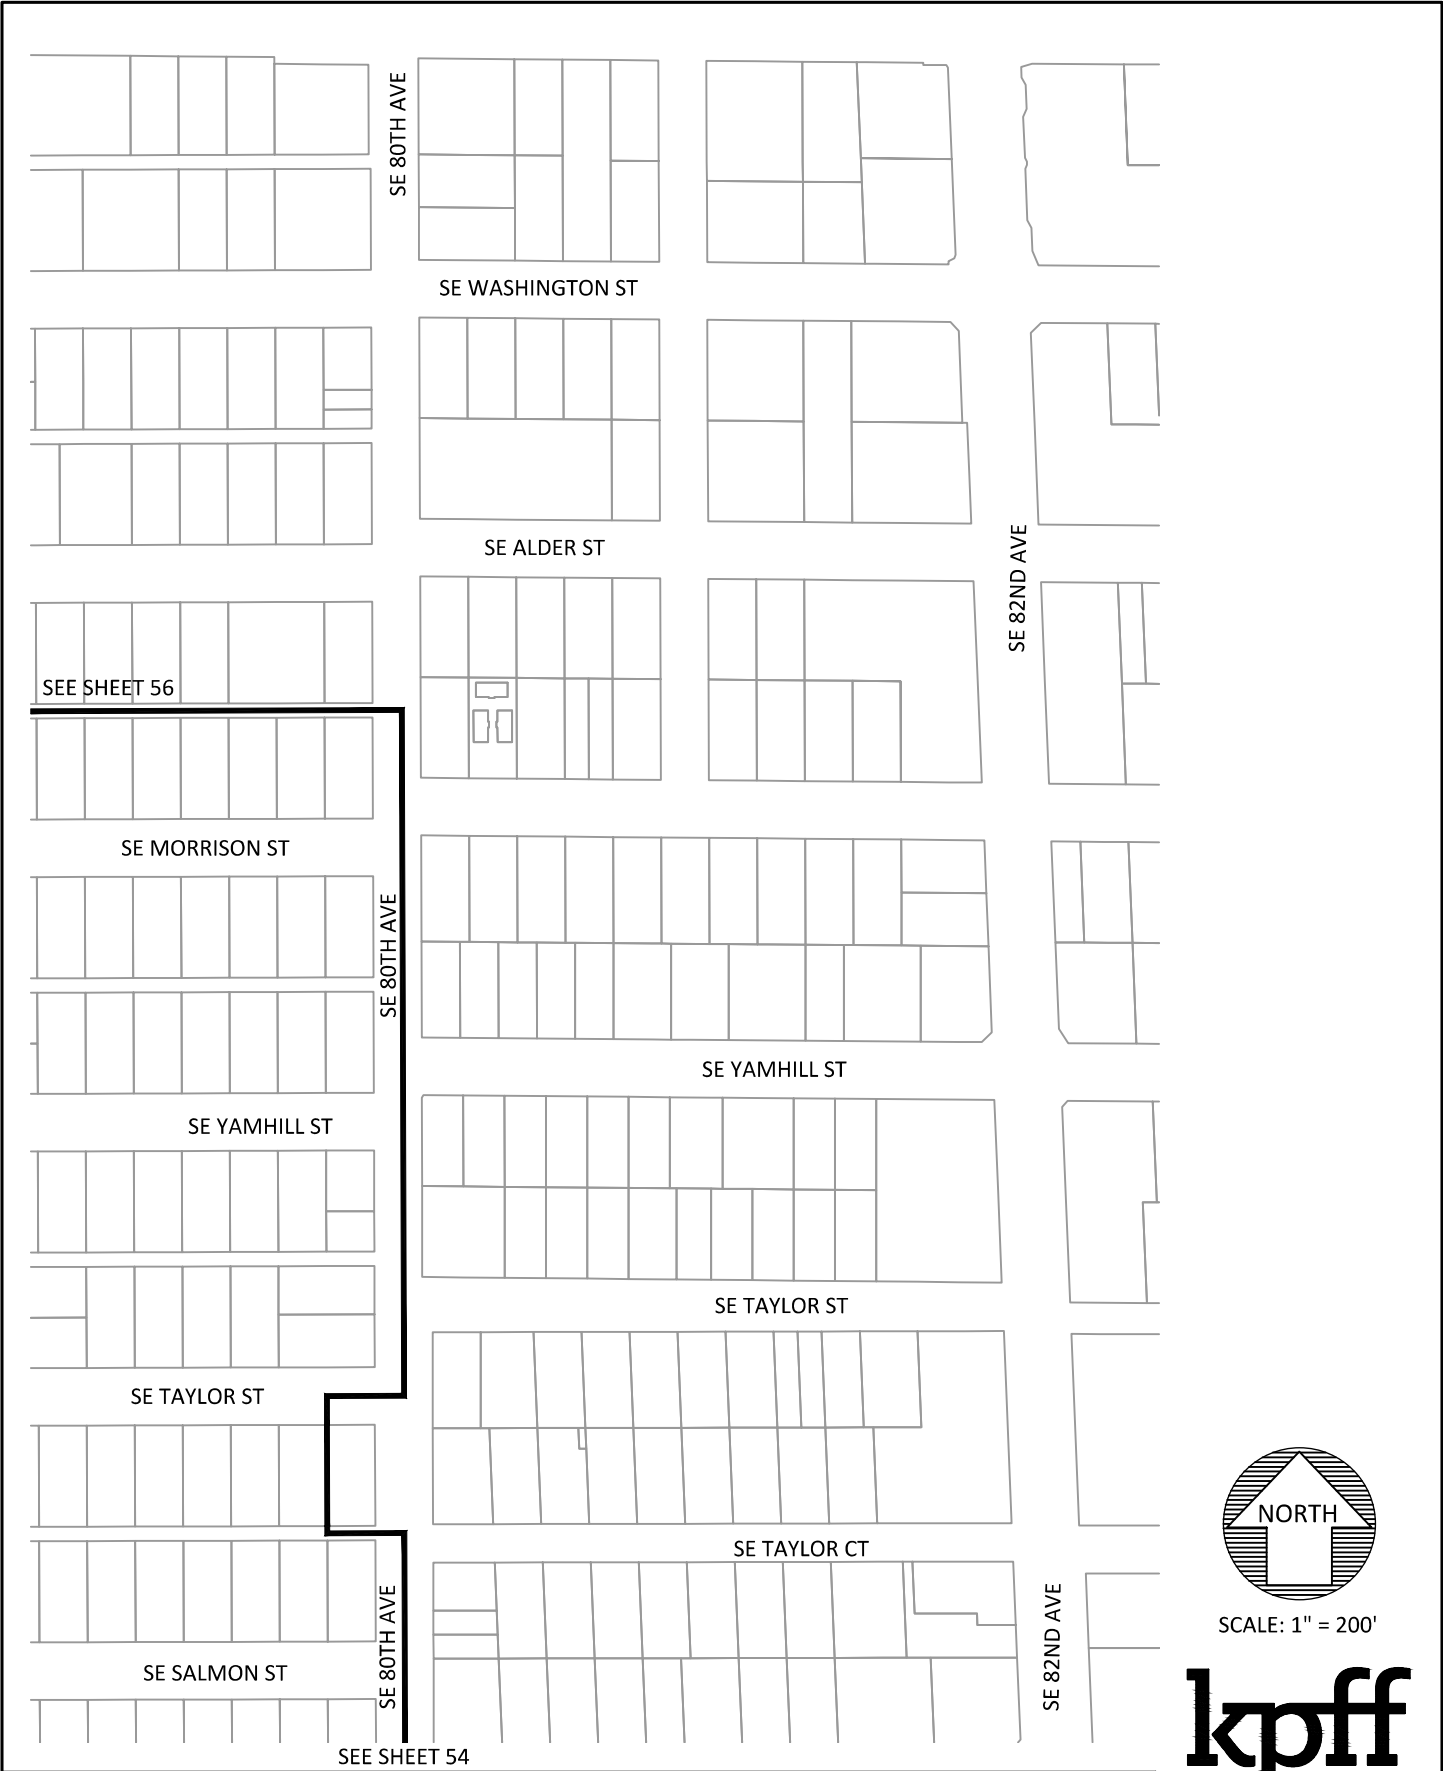 SE 80TH AVE
SE WASHINGTON ST
SE ALDER ST
SE 82ND AVE
SEE SHEET 56
SE MORRISON ST
SE 80TH AVE
SE YAMHILL ST
SE YAMHILL ST
SE TAYLOR ST
SE TAYLOR ST
NORTH
SE TAYLOR CT
SE 80TH AVE
SE 82ND AVE
SCALE: 1" = 200'
SE SALMON ST
kpff
SEE SHEET 54